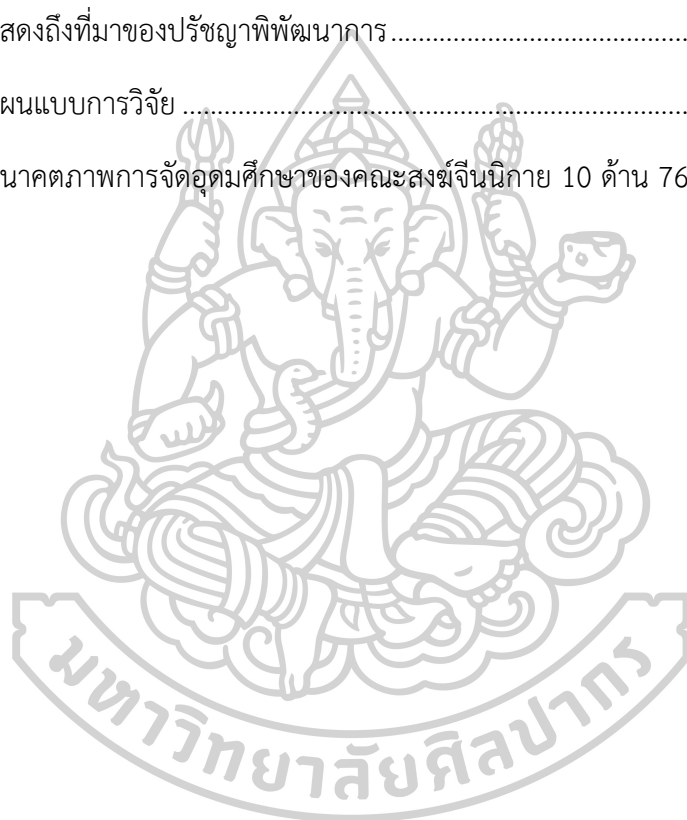 สดงถึงที่มาของปรัชญาพิพัฒนาการ.............................................
ผนแบบการวิจัย.............................................................................
นาคตภาพการจัดอุดมศึกษาของคณะสงฆ์จีนนิกาย 10 ด้าน 76
มหาวิทยาลัยศิลปากร